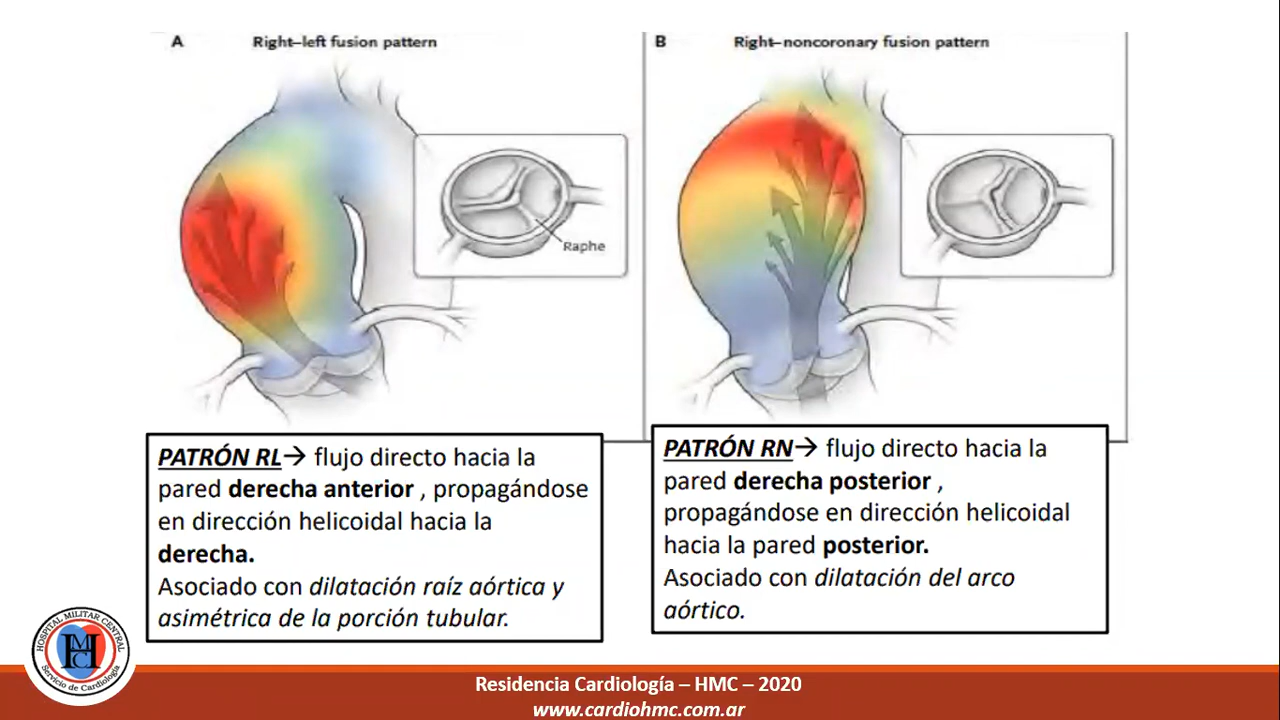 A
Right–left fusion pattern
B
Right–noncoronary fusion pattern
Raphe
PATRÓN RL→ flujo directo hacia la
pared derecha anterior , propagándose
en dirección helicoidal hacia la
derecha.
Asociado con dilatación raíz aórtica y
asimétrica de la porción tubular.
PATRÓN RN→ flujo directo hacia la
pared derecha posterior ,
propagándose en dirección helicoidal
hacia la pared posterior.
Asociado con dilatación del arco
aórtico.
HOSPITAL MILITAR CENTRAL
HMC
Servicio de Cardiología
Residencia Cardiología – HMC – 2020
www.cardiohmc.com.ar